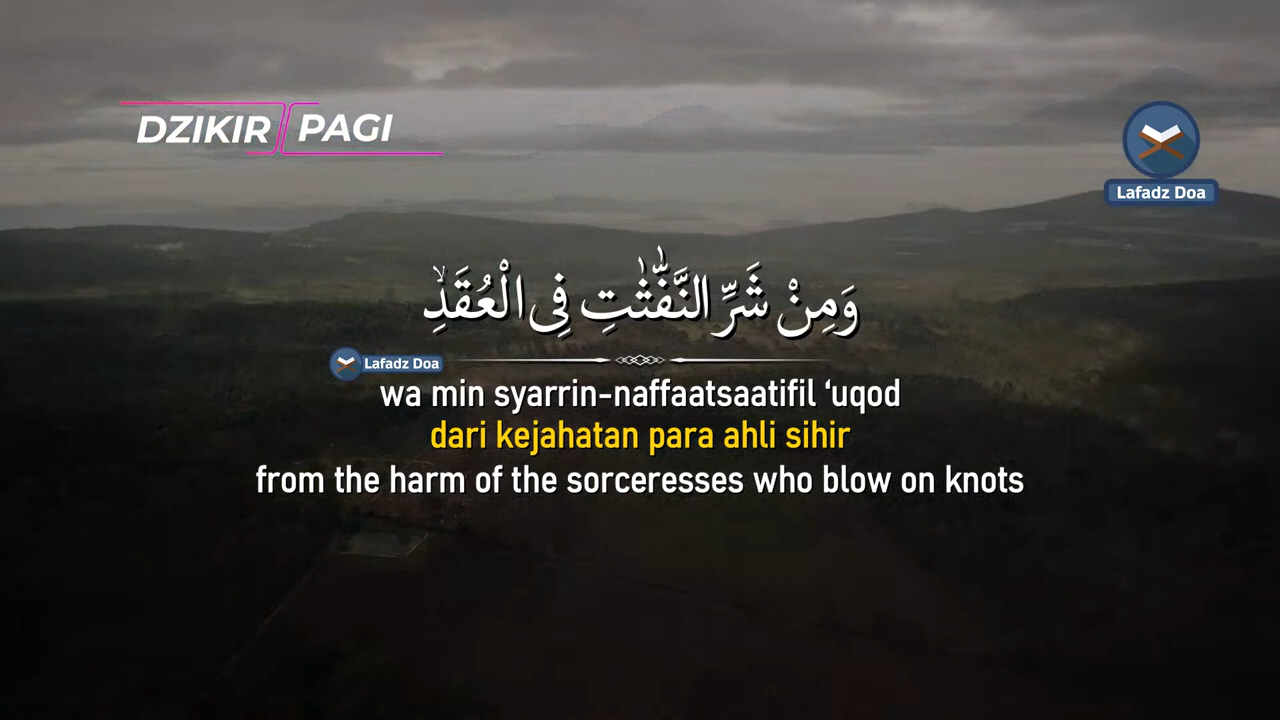 DZIKIR PAGI
Lafadz Doa
وَمِنْ شَرِّ النَّفّٰثٰتِ فِى الْعُقَدِۙ
Lafadz Doa
wa min syarrin-naffaatsaatifil ‘uqod
dari kejahatan para ahli sihir
from the harm of the sorceresses who blow on knots